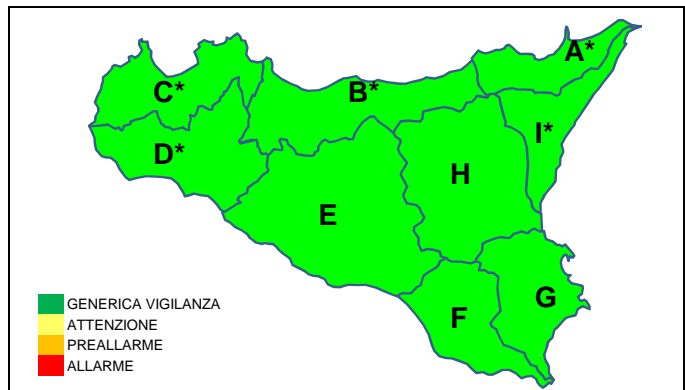 A*
C*
B*
I*
D*
H
E
G
F
GENERICA VIGILANZA
ATTENZIONE
PREALLARME
ALLARME